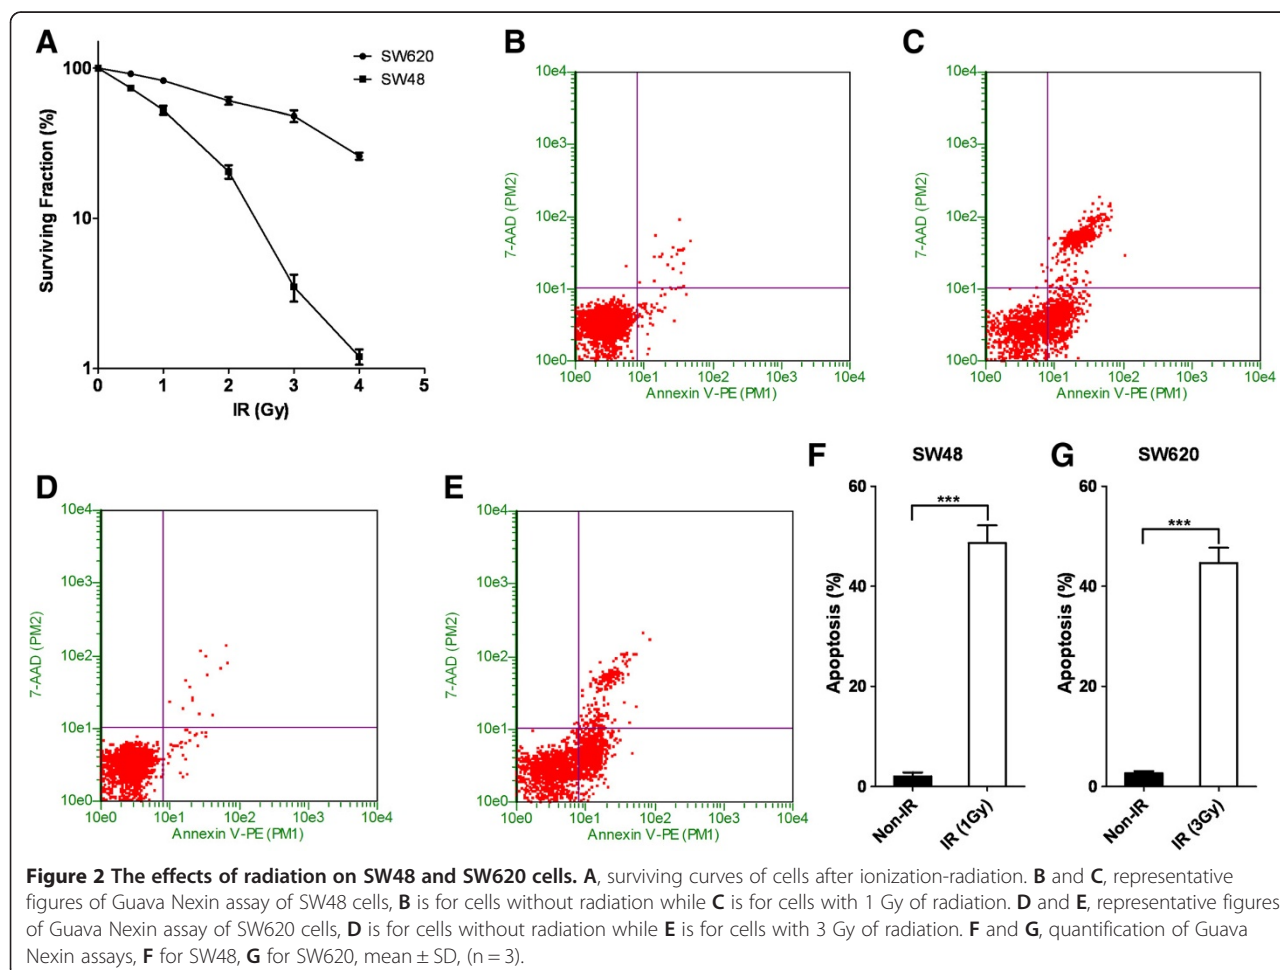 A
SW620
SW48
100
10
1
Surviving Fraction (%)
0 1 2 3 4 5
IR (Gy)
B
10e4
10e3
10e2
10e1
10e0
7-AAD (PM2)
10e0 10e1 10e2 10e3 10e4
Annexin V-PE (PM1)
C
10e4
10e3
10e2
10e1
10e0
7-AAD (PM2)
10e0 10e1 10e2 10e3 10e4
Annexin V-PE (PM1)
D
10e4
10e3
10e2
10e1
10e0
7-AAD (PM2)
10e0 10e1 10e2 10e3 10e4
Annexin V-PE (PM1)
E
10e4
10e3
10e2
10e1
10e0
7-AAD (PM2)
10e0 10e1 10e2 10e3 10e4
Annexin V-PE (PM1)
F
SW48
60
40
20
0
Apoptosis (%)
***
Non-IR
IR (1Gy)
G
SW620
60
40
20
0
Apoptosis (%)
***
Non-IR
IR (3Gy)
Figure 2 The effects of radiation on SW48 and SW620 cells. A, surviving curves of cells after ionization-radiation. B and C, representative
figures of Guava Nexin assay of SW48 cells, B is for cells without radiation while C is for cells with 1 Gy of radiation. D and E, representative figures
of Guava Nexin assay of SW620 cells, D is for cells without radiation while E is for cells with 3 Gy of radiation. F and G, quantification of Guava
Nexin assays, F for SW48, G for SW620, mean ± SD, (n = 3).